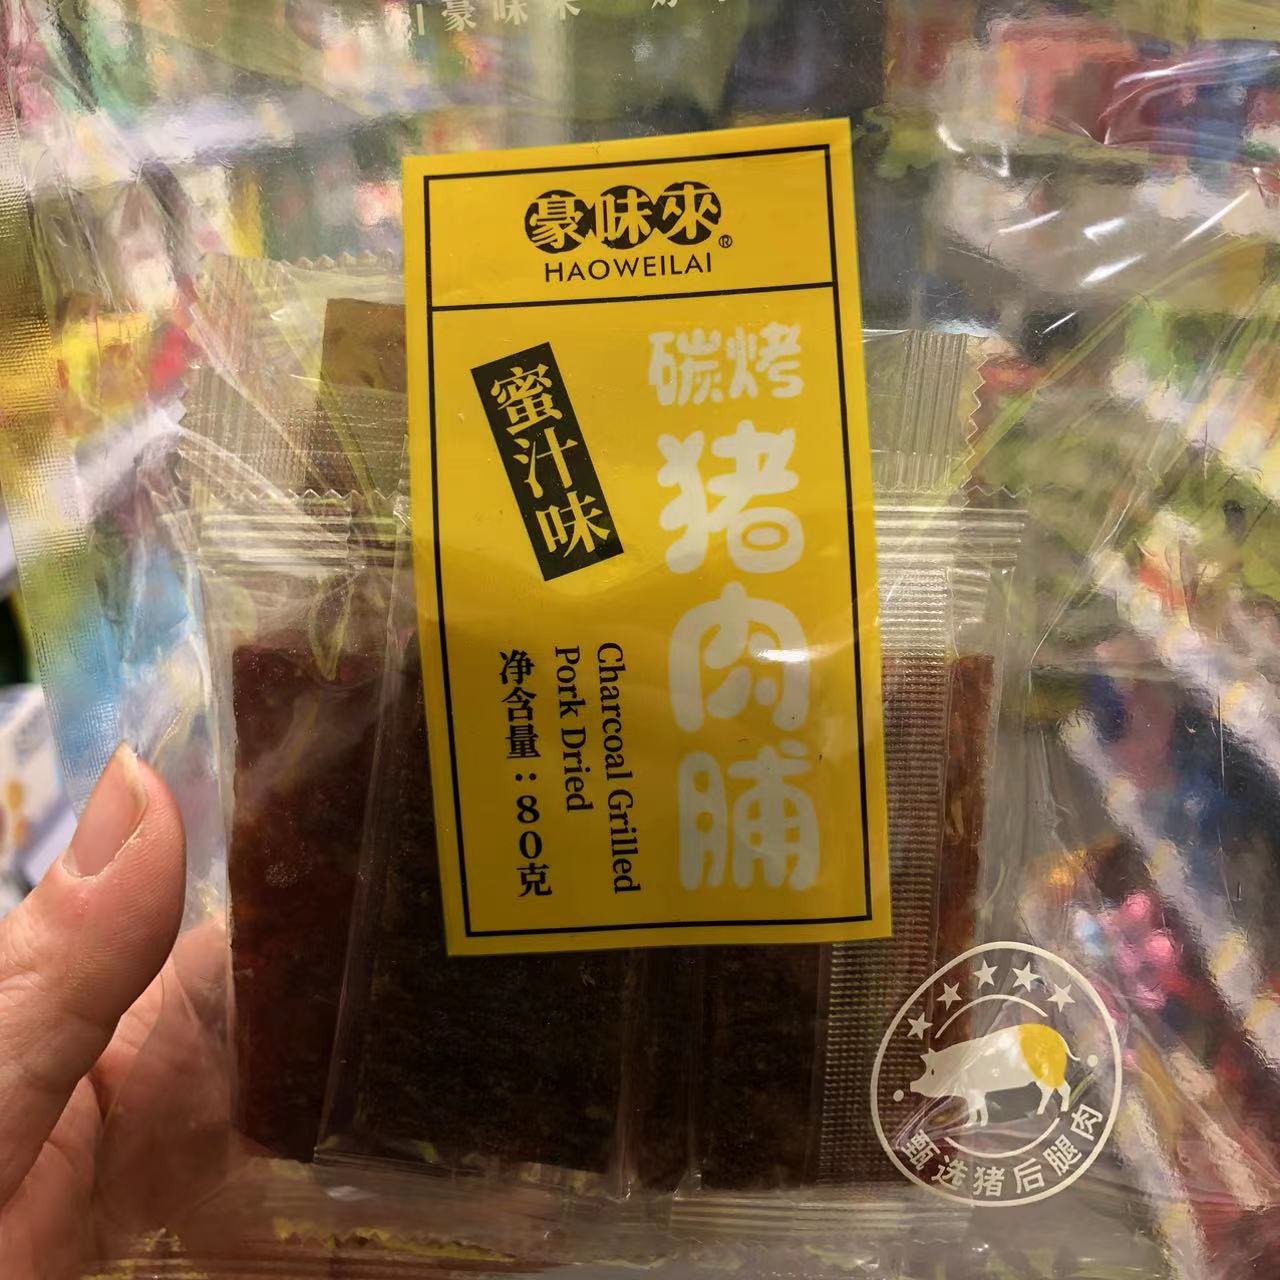 豪味來®
HAOWEILAI
碳烤
猪肉脯
蜜汁味
Charcoal Grilled
Pork Dried
净含量：80克
甄选猪后腿肉